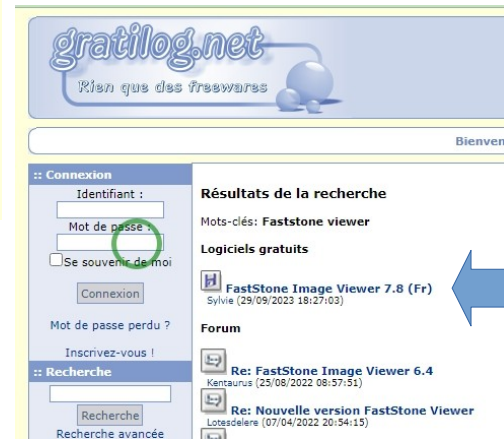 gratilog.net
Rien que des freewares
Bienven
:: Connexion
Identifiant :
Mot de passe :
Se souvenir de moi
Connexion
Mot de passe perdu ?
Inscrivez-vous !
:: Recherche
Recherche
Recherche avancée
Résultats de la recherche
Mots-clés: Faststone viewer
Logiciels gratuits
FastStone Image Viewer 7.8 (Fr)
Sylvie (29/09/2023 18:27:03)
Forum
Re: FastStone Image Viewer 6.4
Kentaurus (25/08/2022 08:57:51)
Re: Nouvelle version FastStone Viewer
Lotesdelere (07/04/2022 20:54:15)